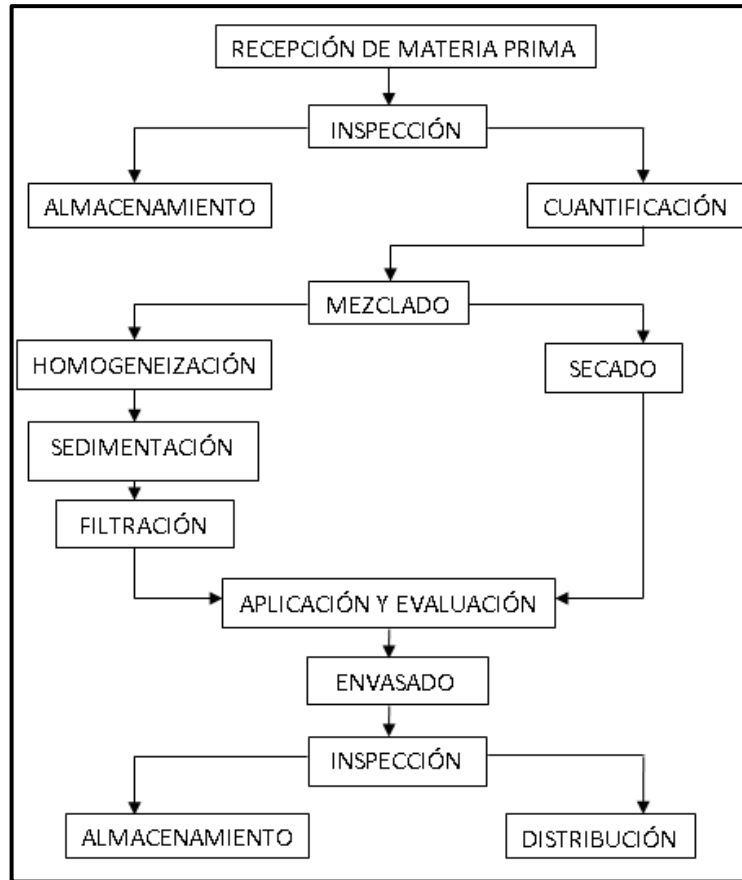 RECEPCIÓN DE MATERIA PRIMA
INSPECCIÓN
ALMACENAMIENTO
CUANTIFICACIÓN
MEZCLADO
HOMOGENEIZACIÓN
SECADO
SEDIMENTACIÓN
FILTRACIÓN
APLICACIÓN Y EVALUACIÓN
ENVASADO
INSPECCIÓN
ALMACENAMIENTO
DISTRIBUCIÓN